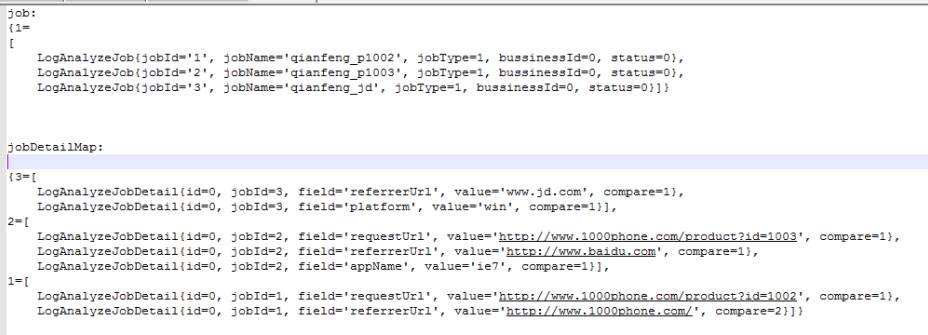 job:
{1=
[
    LogAnalyzeJob{jobId='1', jobName='qianfeng_p1002', jobType=1, bussinessId=0, status=0},
    LogAnalyzeJob{jobId='2', jobName='qianfeng_p1003', jobType=1, bussinessId=0, status=0},
    LogAnalyzeJob{jobId='3', jobName='qianfeng_jd', jobType=1, bussinessId=0, status=0}]}
jobDetailMap:
{3=[
    LogAnalyzeJobDetail{id=0, jobId=3, field='referrerUrl', value='www.jd.com', compare=1},
    LogAnalyzeJobDetail{id=0, jobId=3, field='platform', value='win', compare=1}],
2=[
    LogAnalyzeJobDetail{id=0, jobId=2, field='requestUrl', value='http://www.1000phone.com/product?id=1003', compare=1},
    LogAnalyzeJobDetail{id=0, jobId=2, field='referrerUrl', value='http://www.baidu.com', compare=1},
    LogAnalyzeJobDetail{id=0, jobId=2, field='appName', value='ie7', compare=1}],
1=[
    LogAnalyzeJobDetail{id=0, jobId=1, field='requestUrl', value='http://www.1000phone.com/product?id=1002', compare=1},
    LogAnalyzeJobDetail{id=0, jobId=1, field='referrerUrl', value='http://www.1000phone.com/', compare=2}]}